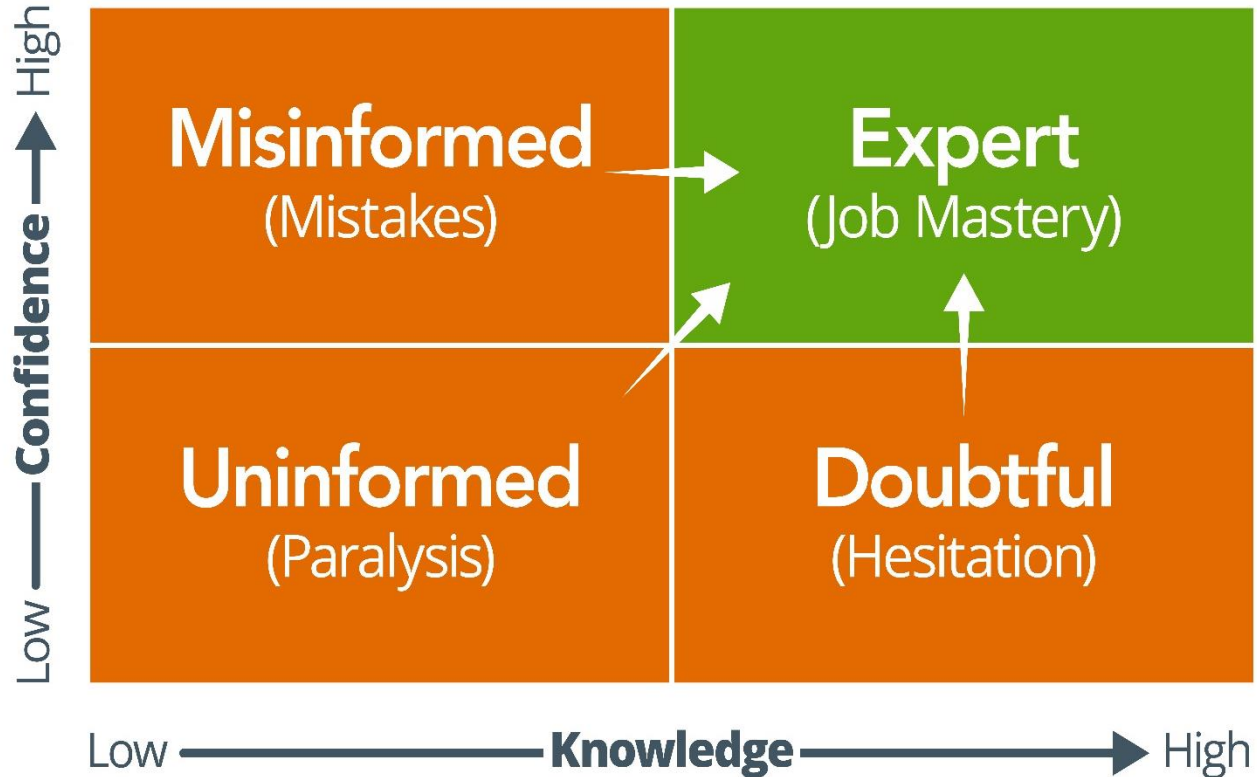 High
Confidence
Low
Misinformed
(Mistakes)
Expert
(Job Mastery)
Uninformed
(Paralysis)
Doubtful
(Hesitation)
Low
Knowledge
High